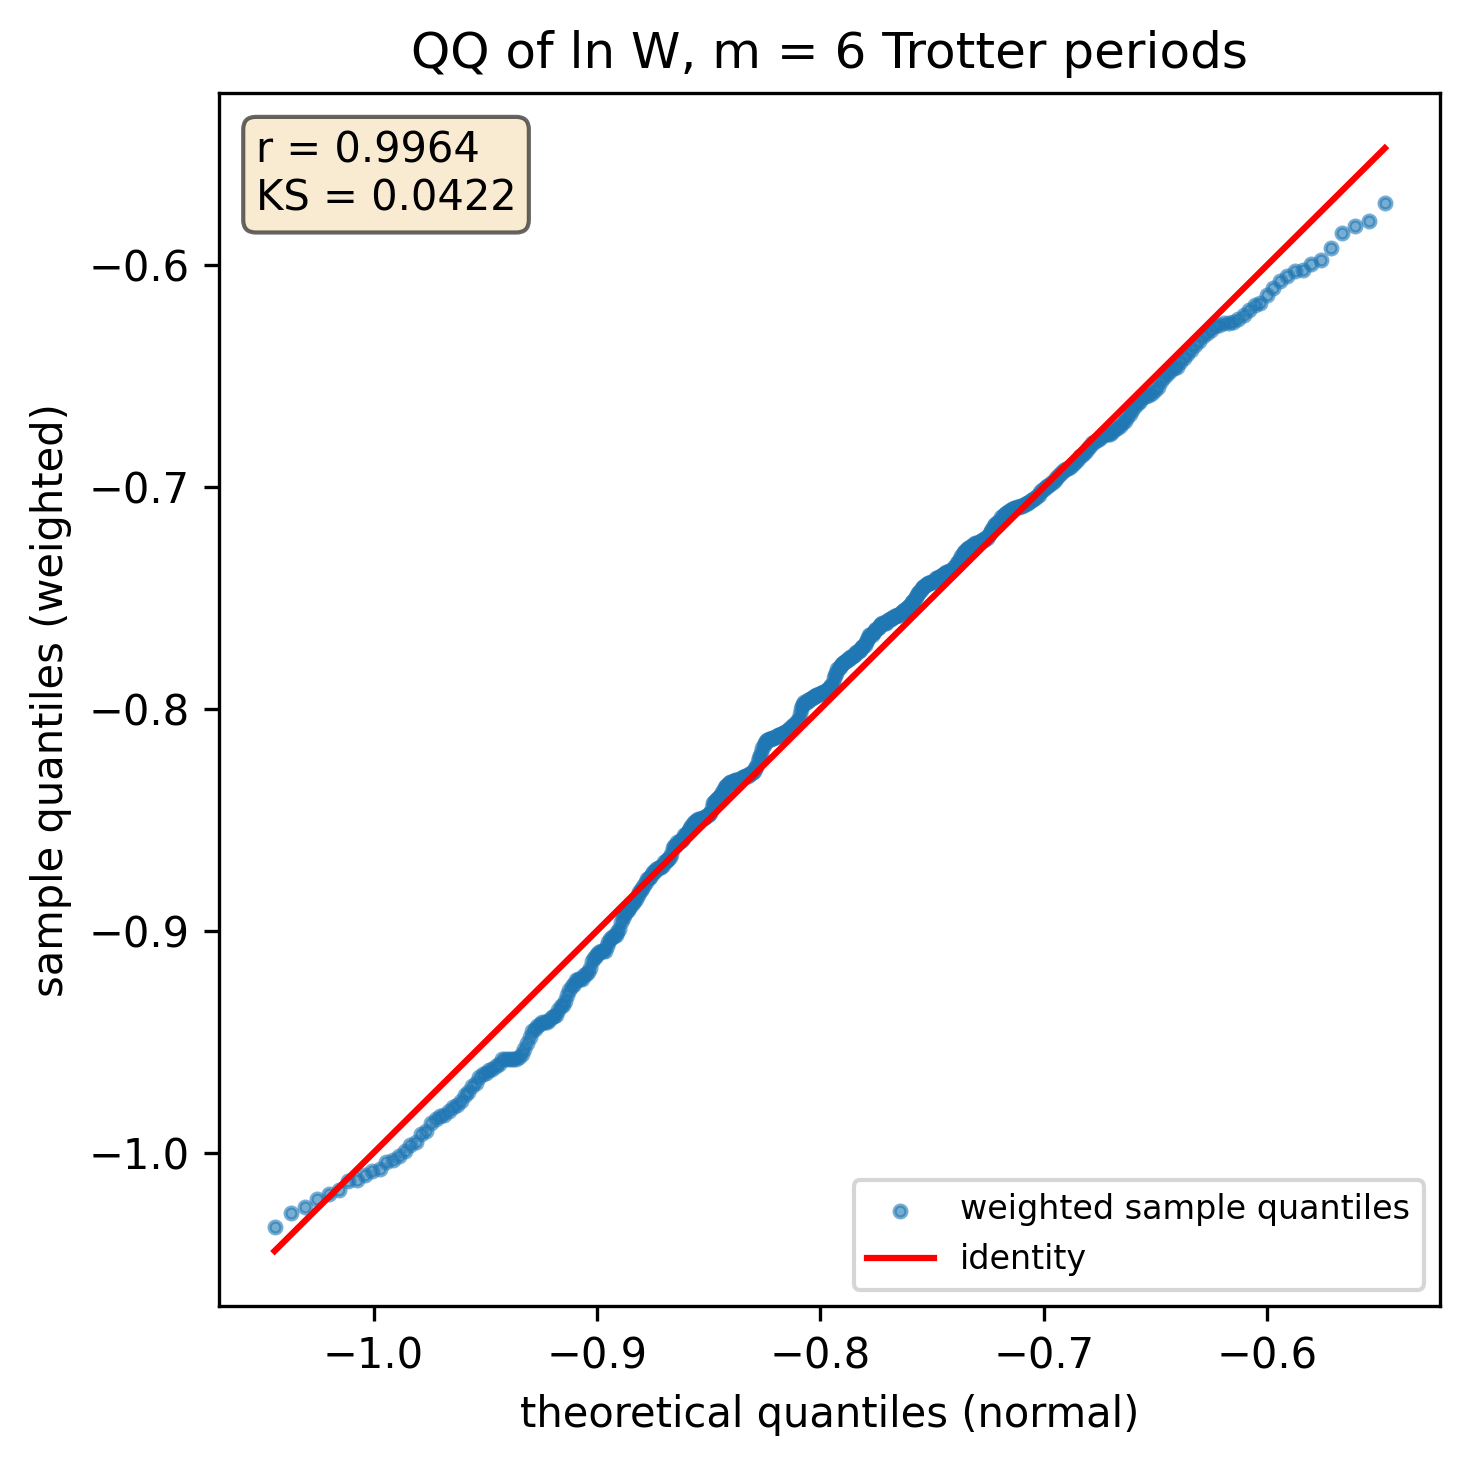 QQ of ln W, m = 6 Trotter periods
r = 0.9964
KS = 0.0422
−0.6
−0.7
−0.8
−0.9
−1.0
sample quantiles (weighted)
weighted sample quantiles
identity
−1.0 −0.9 −0.8 −0.7 −0.6
theoretical quantiles (normal)